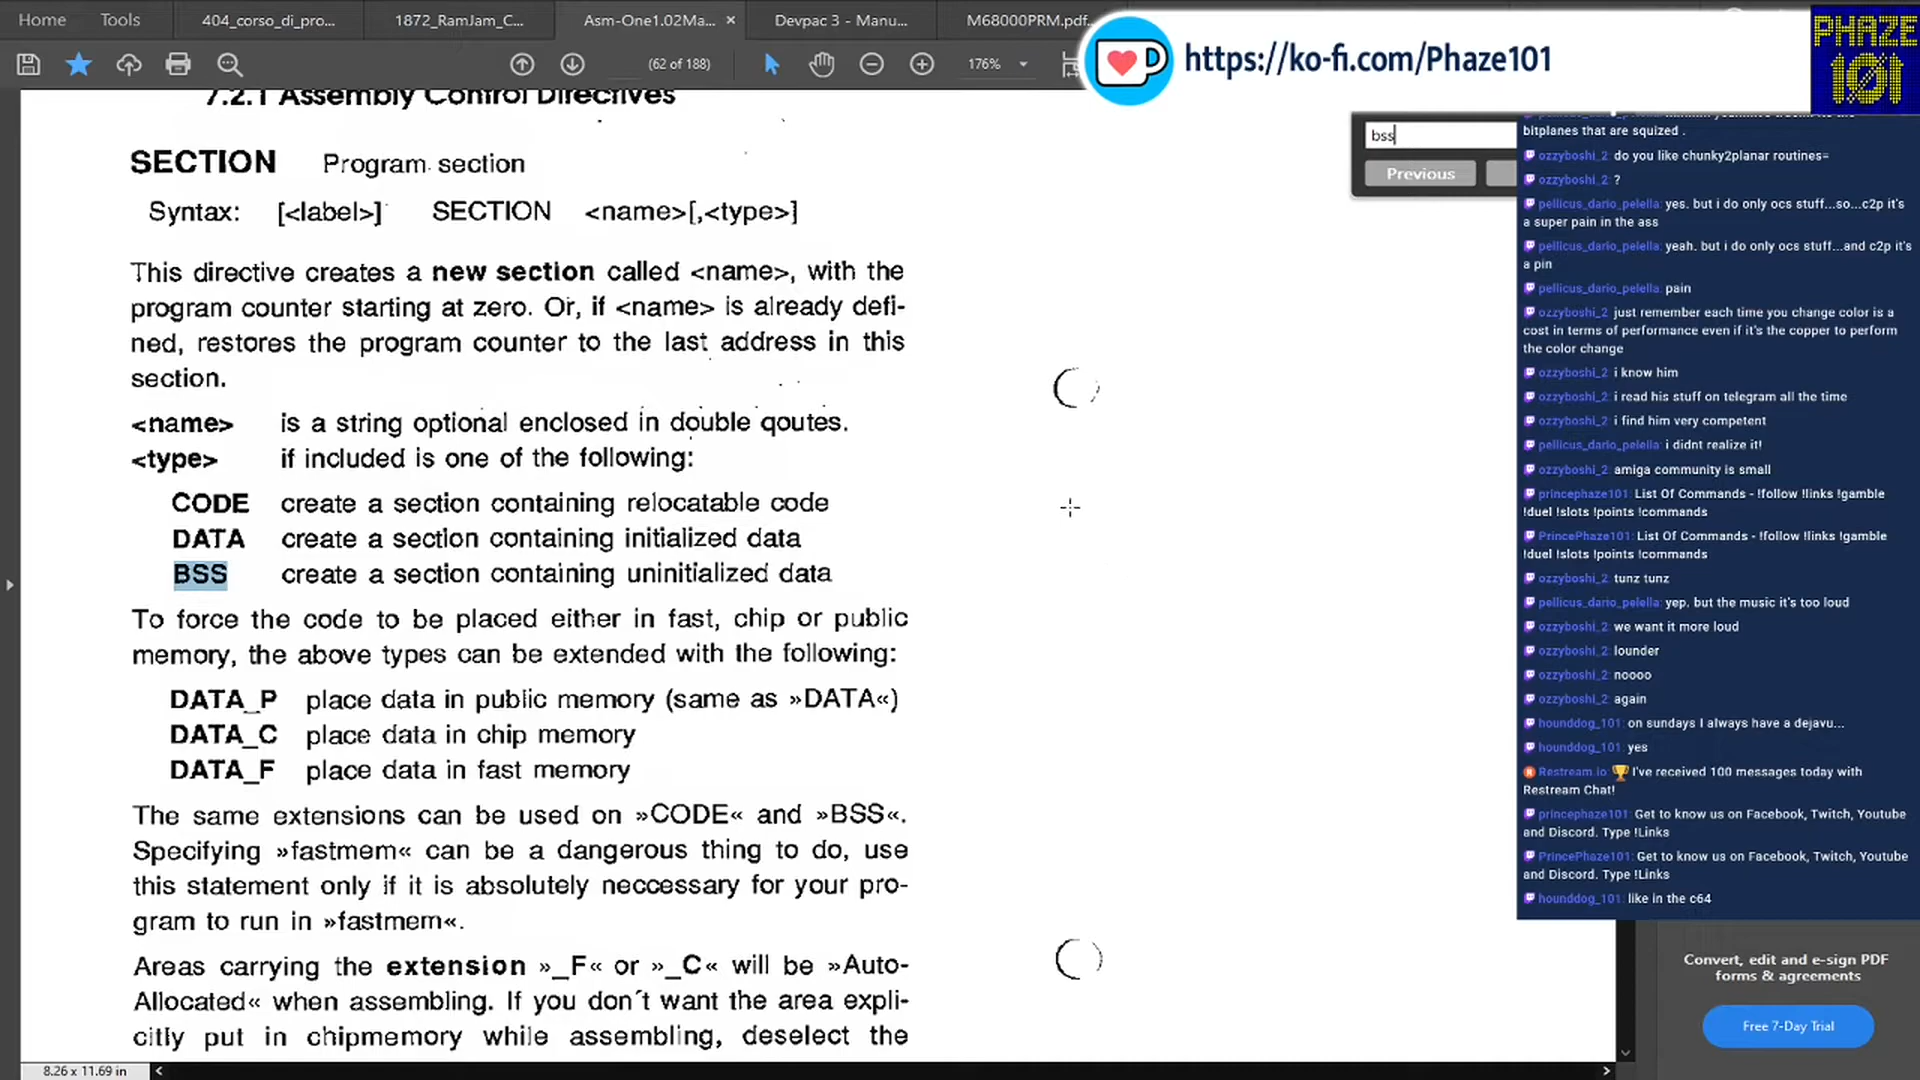 Home
Tools
404_corso_di_pro...
1872_RamJam_C...
Asm-One1.02Ma...
Devpac 3 - Manu...
M68000PRM.pdf
https://ko-fi.com/Phaze101
PHAZE
101
(62 of 188)
176%
7.2.1 Assembly Control Directives
SECTION Program section
Syntax: [<label>] SECTION <name>[,<type>]
This directive creates a new section called <name>, with the
program counter starting at zero. Or, if <name> is already defi-
ned, restores the program counter to the last address in this
section.
<name> is a string optional enclosed in double qoutes.
<type> if included is one of the following:
CODE create a section containing relocatable code
DATA create a section containing initialized data
BSS create a section containing uninitialized data
To force the code to be placed either in fast, chip or public
memory, the above types can be extended with the following:
DATA_P place data in public memory (same as »DATA«)
DATA_C place data in chip memory
DATA_F place data in fast memory
The same extensions can be used on »CODE« and »BSS«.
Specifying »fastmem« can be a dangerous thing to do, use
this statement only if it is absolutely neccessary for your pro-
gram to run in »fastmem«.
Areas carrying the extension »_F« or »_C« will be »Auto-
Allocated« when assembling. If you don´t want the area expli-
citly put in chipmemory while assembling, deselect the
8.26 x 11.69 in
bss
Previous
bitplanes that are squized .
ozzyboshi_2: do you like chunky2planar routines=
ozzyboshi_2: ?
pellicus_dario_pelella: yes. but i do only ocs stuff...so...c2p it's
a super pain in the ass
pellicus_dario_pelella: yeah. but i do only ocs stuff...and c2p it's
a pin
pellicus_dario_pelella: pain
ozzyboshi_2: just remember each time you change color is a
cost in terms of performance even if it's the copper to perform
the color change
ozzyboshi_2: i know him
ozzyboshi_2: i read his stuff on telegram all the time
ozzyboshi_2: i find him very competent
pellicus_dario_pelella: i didnt realize it!
ozzyboshi_2: amiga community is small
princephaze101: List Of Commands - !follow !links !gamble
!duel !slots !points !commands
PrincePhaze101: List Of Commands - !follow !links !gamble
!duel !slots !points !commands
ozzyboshi_2: tunz tunz
pellicus_dario_pelella: yep. but the music it's too loud
ozzyboshi_2: we want it more loud
ozzyboshi_2: lounder
ozzyboshi_2: noooo
ozzyboshi_2: again
hounddog_101: on sundays I always have a dejavu...
hounddog_101: yes
Restream.io: 🏆 I've received 100 messages today with
Restream Chat!
princephaze101: Get to know us on Facebook, Twitch, Youtube
and Discord. Type !Links
PrincePhaze101: Get to know us on Facebook, Twitch, Youtube
and Discord. Type !Links
hounddog_101: like in the c64
Convert, edit and e-sign PDF
forms & agreements
Free 7-Day Trial